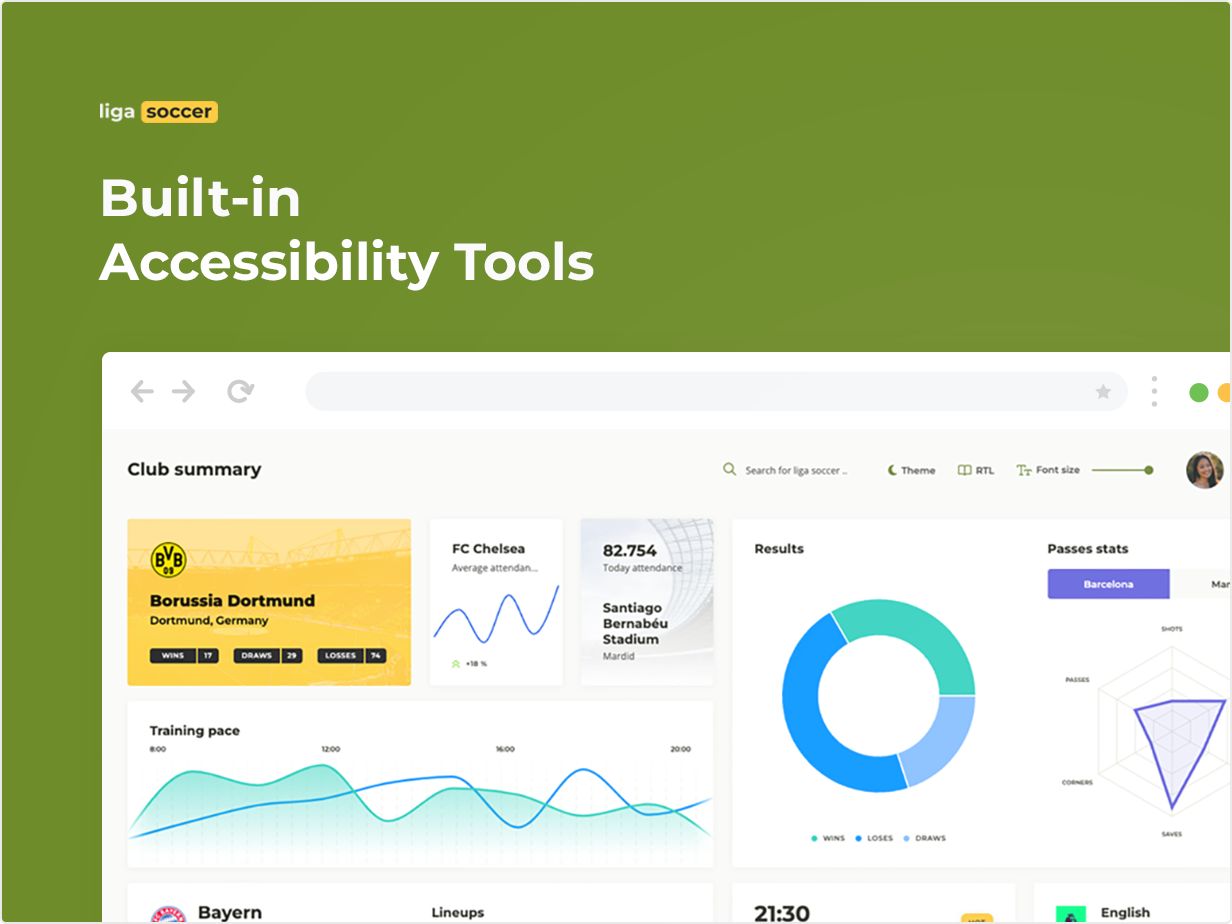 liga soccer
Built-in
Accessibility Tools
Club summary
Search for liga soccer ..
Theme
RTL
Font size
BVB
09
Borussia Dortmund
Dortmund, Germany
WINS 17
DRAWS 29
LOSSES 74
FC Chelsea
Average attendan...
+18 %
82.754
Today attendance
Santiago
Bernabéu
Stadium
Mardid
Results
WINS
LOSES
DRAWS
Passes stats
Barcelona
Mar
SHOTS
PASSES
CORNERS
SAVES
Training pace
8:00
12:00
16:00
20:00
Bayern
Lineups
21:30
HOT
English